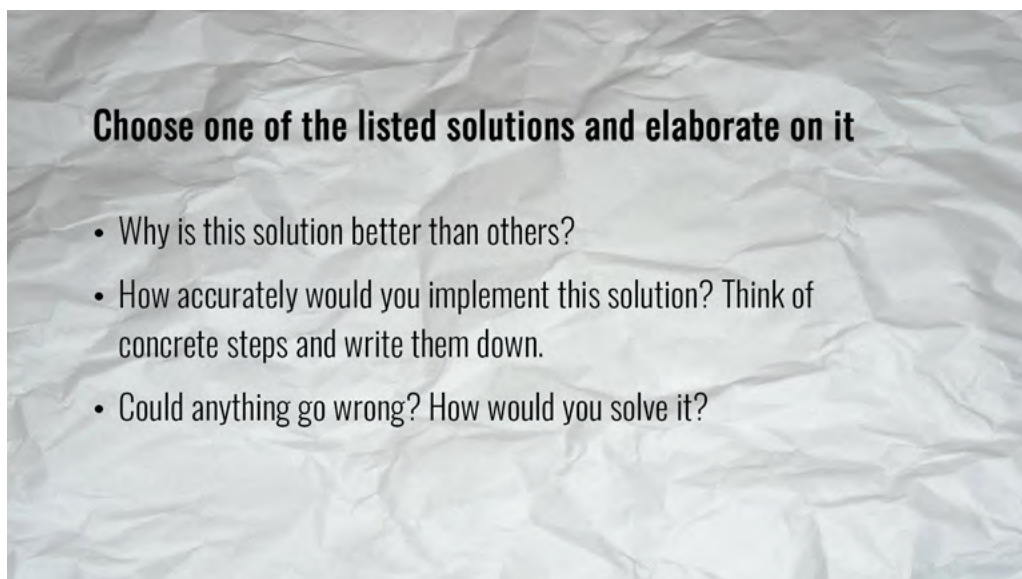 Choose one of the listed solutions and elaborate on it
• Why is this solution better than others?
• How accurately would you implement this solution? Think of
concrete steps and write them down.
• Could anything go wrong? How would you solve it?